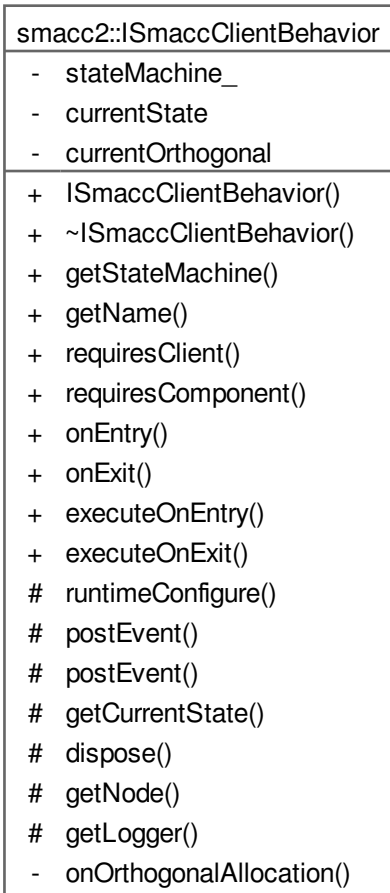 smacc2::ISmaccClientBehavior
- stateMachine_
- currentState
- currentOrthogonal
+ ISmaccClientBehavior()
+ ~ISmaccClientBehavior()
+ getStateMachine()
+ getName()
+ requiresClient()
+ requiresComponent()
+ onEntry()
+ onExit()
+ executeOnEntry()
+ executeOnExit()
# runtimeConfigure()
# postEvent()
# postEvent()
# getCurrentState()
# dispose()
# getNode()
# getLogger()
- onOrthogonalAllocation()